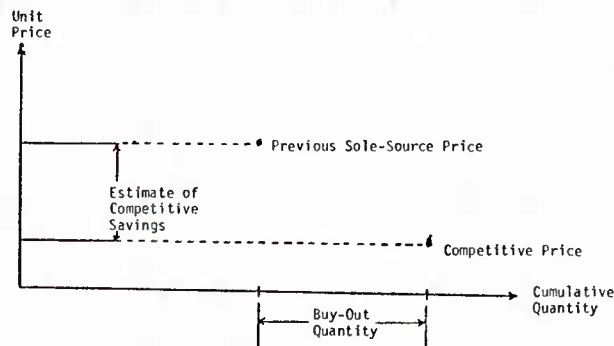 Unit
Price
Previous Sole-Source Price
Estimate of
Competitive
Savings
Competitive Price
Cumulative
Quantity
Buy-Out
Quantity